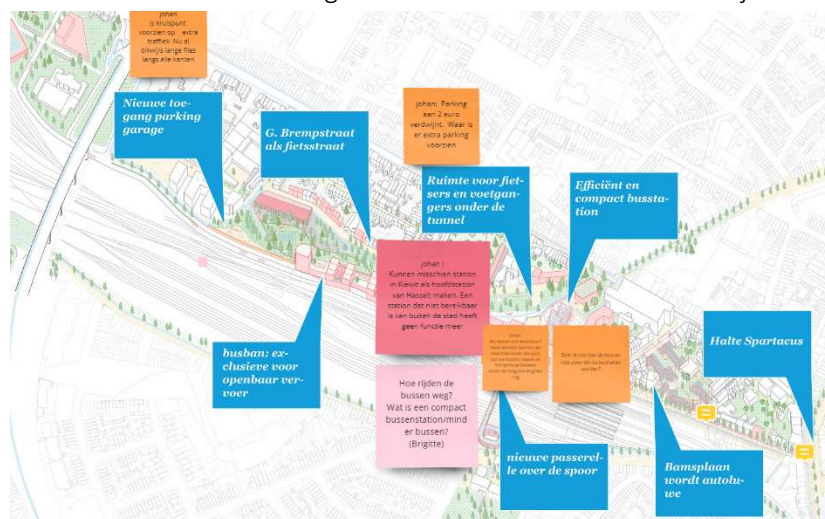 johan
Is kruispunt
voorzien op extra
traffiek. Nu al
dikwijls lange files
langs alle kanten
Nieuwe toe-
gang parking
garage
G. Brempstraat
als fietsstraat
johan: Parking
aan 2 euro
verdwijnt. Waar is
er extra parking
voorzien
Ruimte voor fiet-
sers en voetgan-
gers onder de
tunnel
Efficiënt en
compact bussta-
tion
johan :
Kunnen misschien station
in Kiewit als hoofdstation
van Hasselt maken. Een
station dat niet bereikbaar
is van buiten de stad heeft
geen functie meer
busban: ex-
clusieve voor
openbaar ver-
voer
Hoe rijden de
bussen weg?
Wat is een compact
bussenstation/mind
er bussen?
(Brigitte)
Halte Spartacus
nieuwe passerel-
le over de spoor
Bamsplaan
wordt autolu-
we